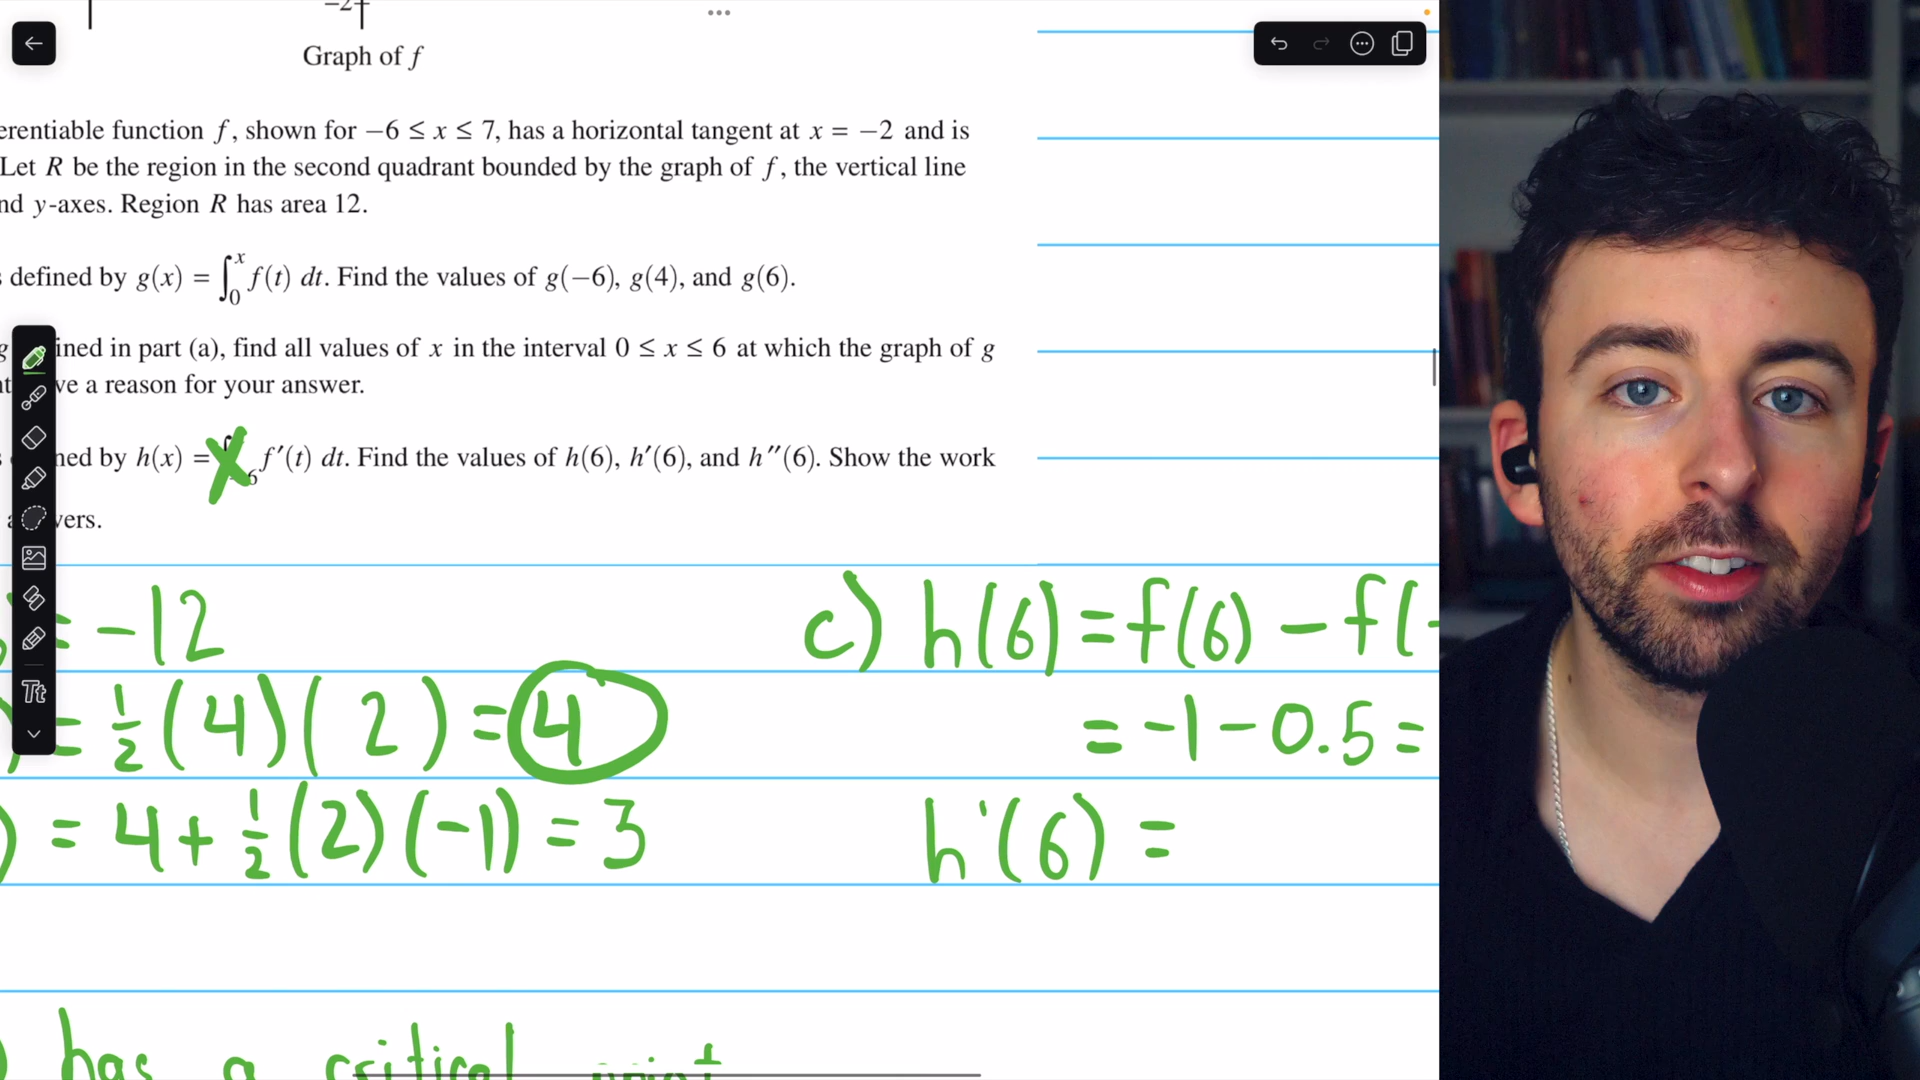 -2
Graph of f
erentiable function f, shown for −6 ≤ x ≤ 7, has a horizontal tangent at x = −2 and is
Let R be the region in the second quadrant bounded by the graph of f, the vertical line
nd y-axes. Region R has area 12.
defined by g(x) = ∫₀ˣ f(t) dt. Find the values of g(−6), g(4), and g(6).
g ined in part (a), find all values of x in the interval 0 ≤ x ≤ 6 at which the graph of g
ve a reason for your answer.
ned by h(x) = ∫ 6 f′(t) dt. Find the values of h(6), h′(6), and h″(6). Show the work
vers.
= -12
= ½(4)(2) = 4
) = 4 + ½(2)(-1) = 3
c) h(6) = f(6) − f(-
= -1 - 0.5 =
h'(6) =
has a critical point
Tt